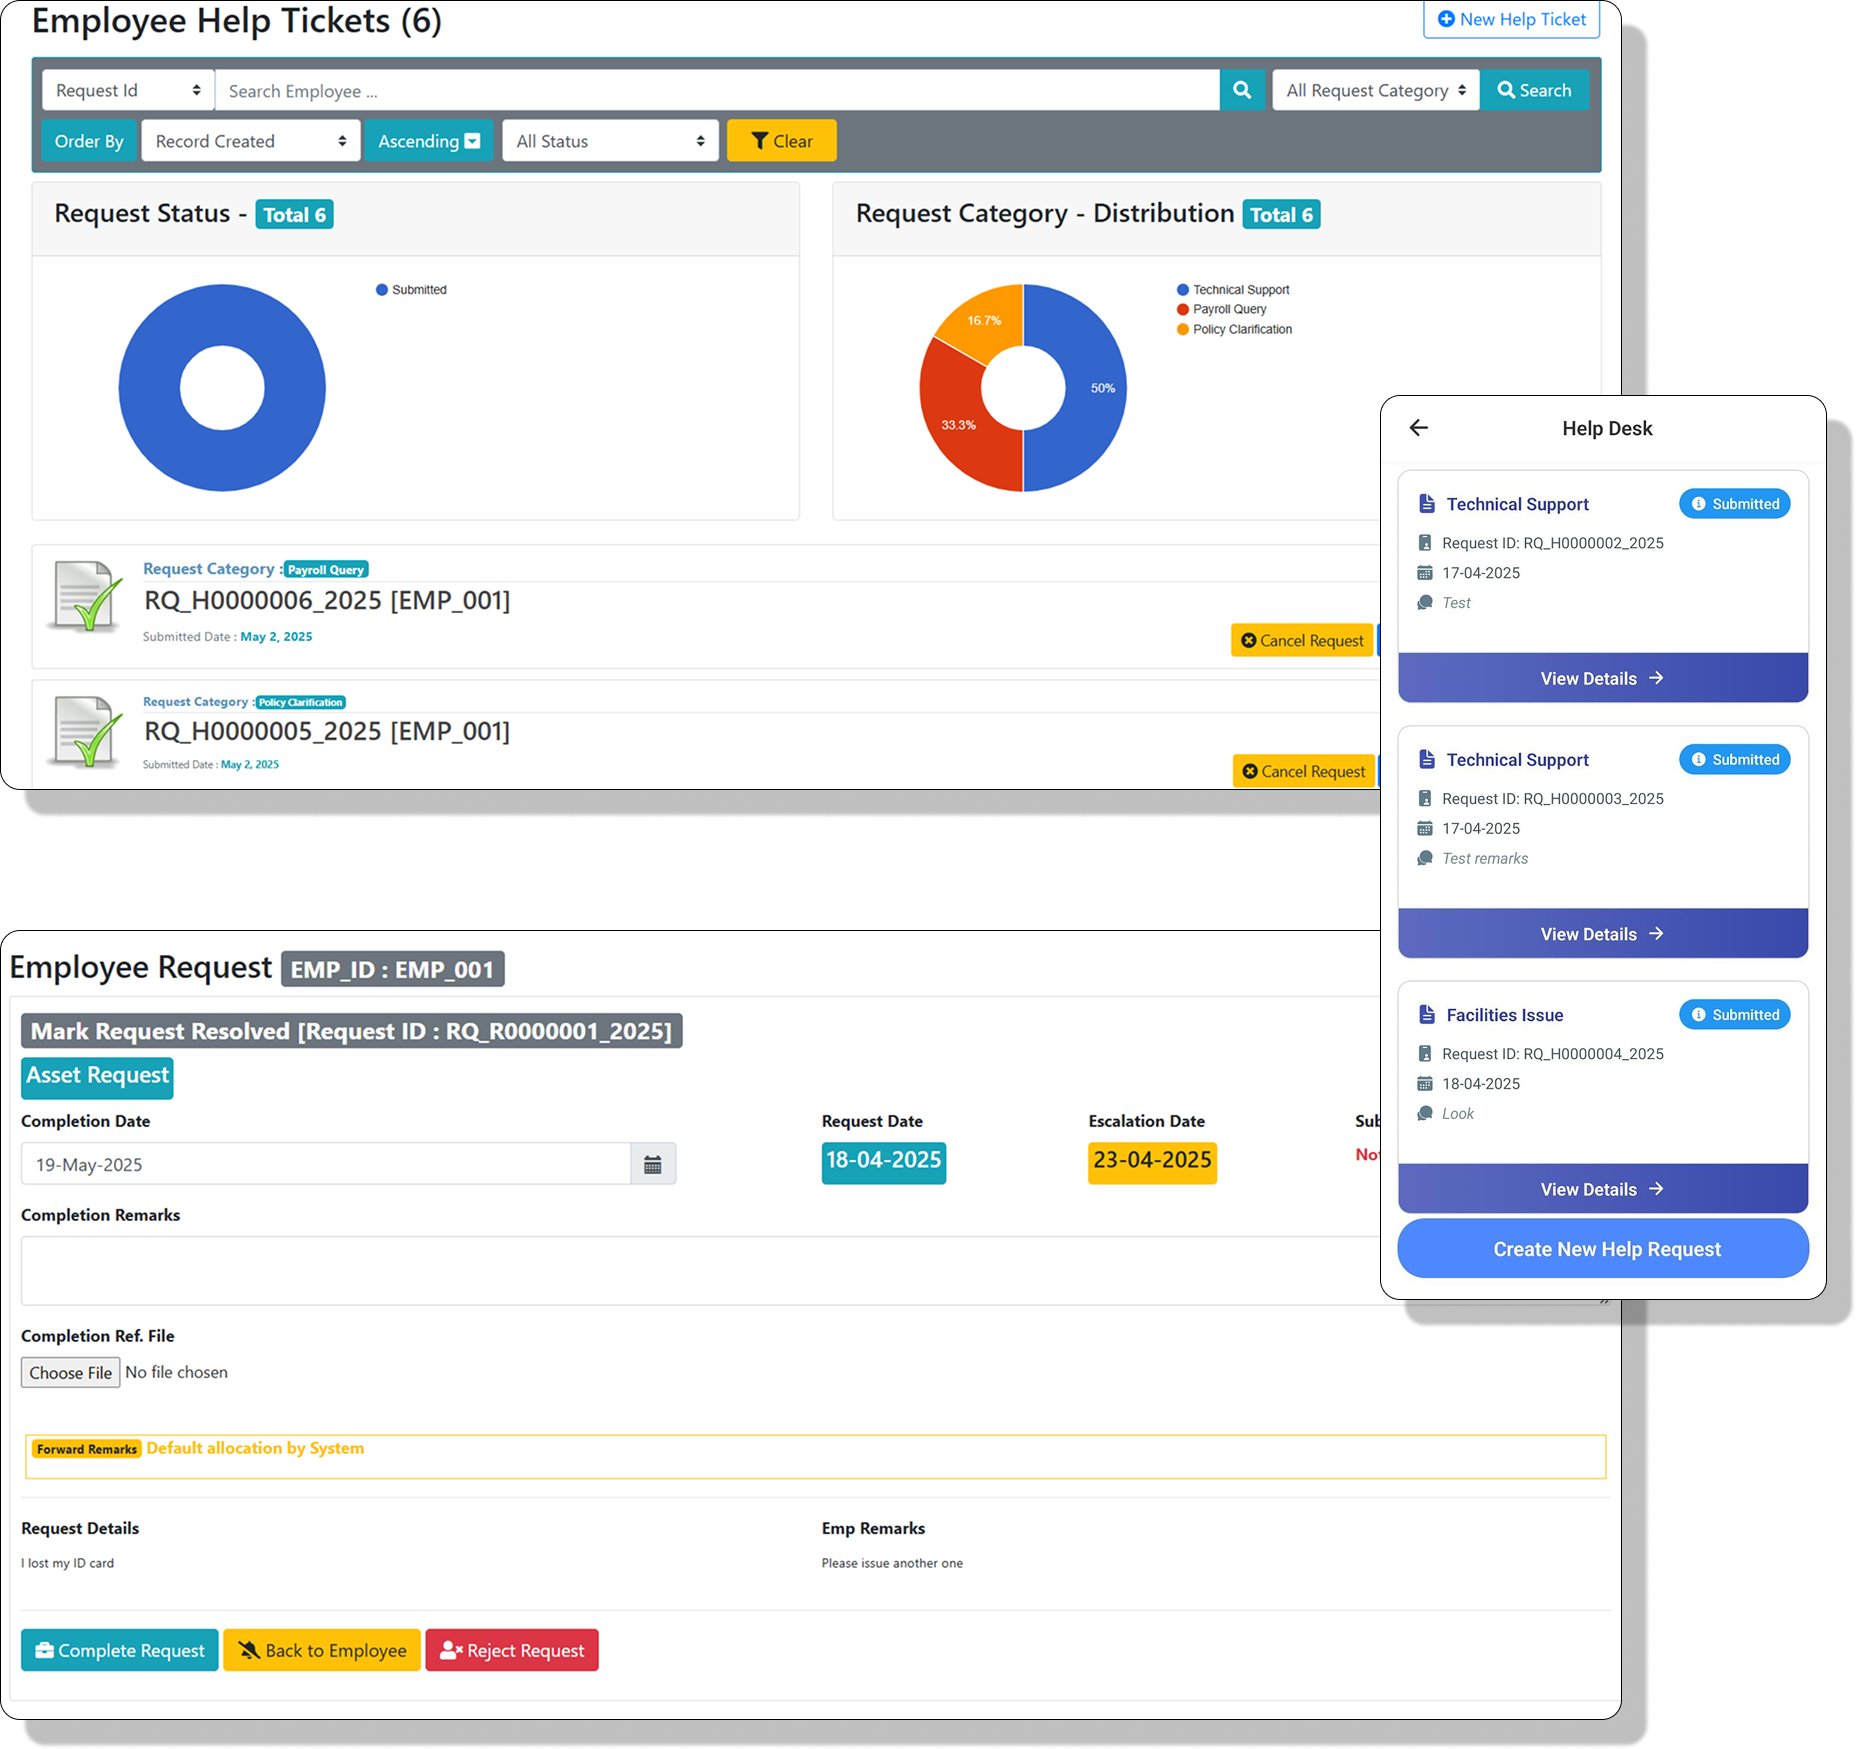 Employee Help Tickets (6)
New Help Ticket
Request Id
Search Employee ...
All Request Category
Search
Order By
Record Created
Ascending
All Status
Clear
Request Status - Total 6
Submitted
Request Category - Distribution Total 6
Technical Support
Payroll Query
Policy Clarification
16.7%
50%
33.3%
Request Category : Payroll Query
RQ_H0000006_2025 [EMP_001]
Submitted Date : May 2, 2025
Cancel Request
Request Category : Policy Clarification
RQ_H0000005_2025 [EMP_001]
Submitted Date : May 2, 2025
Cancel Request
Help Desk
Technical Support
Submitted
Request ID: RQ_H0000002_2025
17-04-2025
Test
View Details
Technical Support
Submitted
Request ID: RQ_H0000003_2025
17-04-2025
Test remarks
View Details
Facilities Issue
Submitted
Request ID: RQ_H0000004_2025
18-04-2025
Look
View Details
Create New Help Request
Employee Request EMP_ID : EMP_001
Mark Request Resolved [Request ID : RQ_R0000001_2025]
Asset Request
Completion Date
19-May-2025
Request Date
18-04-2025
Escalation Date
23-04-2025
Completion Remarks
Completion Ref. File
Choose File No file chosen
Forward Remarks Default allocation by System
Request Details
I lost my ID card
Emp Remarks
Please issue another one
Complete Request
Back to Employee
Reject Request